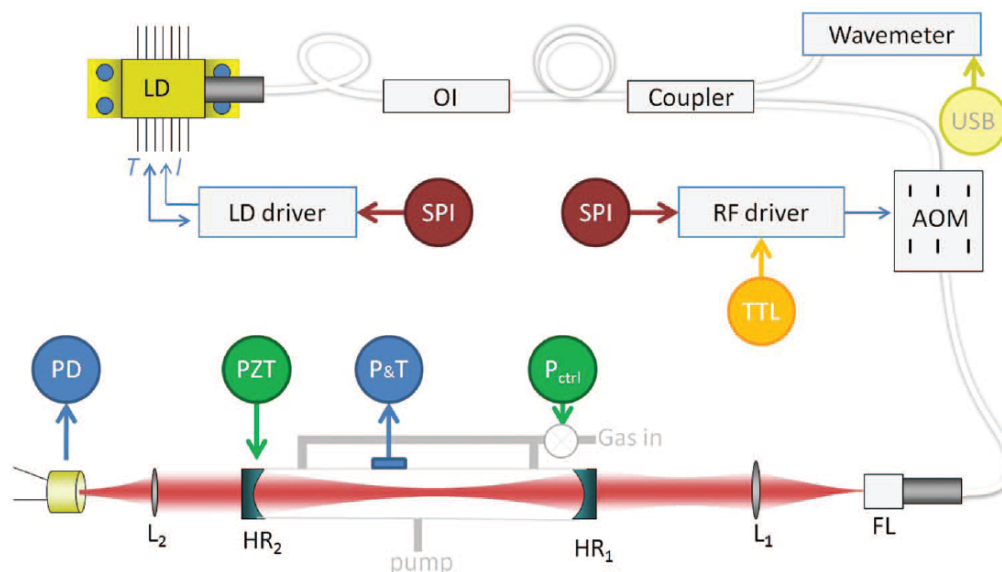 Wavemeter
LD
OI
Coupler
USB
T
I
LD driver
SPI
SPI
RF driver
AOM
TTL
PD
PZT
P&T
Pctrl
Gas in
L2
HR2
HR1
L1
FL
pump